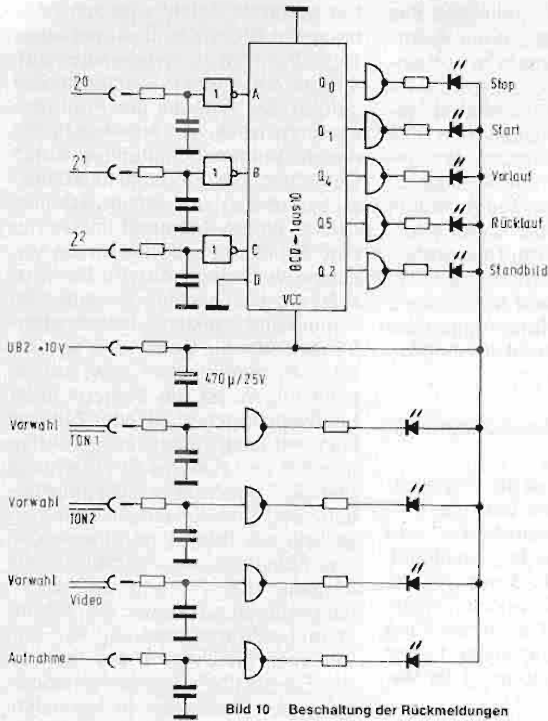 20
1
A
Q0
Stop
Q1
Start
21
1
B
Q4
Vorlauf
BCD→1aus10
Q5
Rücklauf
22
1
C
Q2
Standbild
D
VCC
UB2 +10V
470µ/25V
Vorwahl
TON1
Vorwahl
TON2
Vorwahl
Video
Aufnahme
Bild 10 Beschaltung der Rückmeldungen